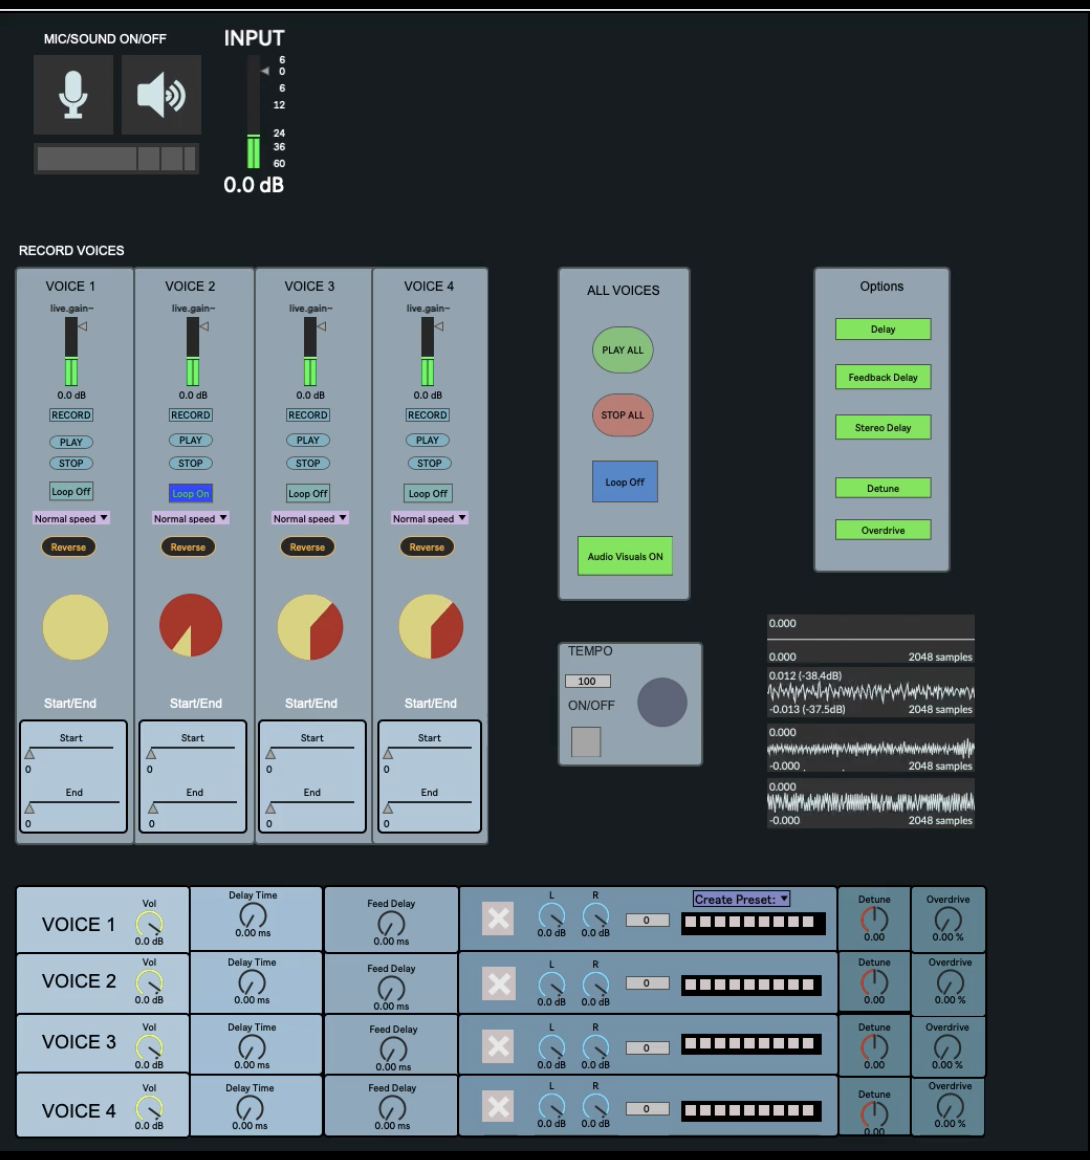 MIC/SOUND ON/OFF
INPUT
6
0
6
12
24
36
60
0.0 dB
RECORD VOICES
VOICE 1 VOICE 2 VOICE 3 VOICE 4
live.gain~ live.gain~ live.gain~ live.gain~
0.0 dB 0.0 dB 0.0 dB 0.0 dB
RECORD RECORD RECORD RECORD
PLAY PLAY PLAY PLAY
STOP STOP STOP STOP
Loop Off Loop On Loop Off Loop Off
Normal speed Normal speed Normal speed Normal speed
Reverse Reverse Reverse Reverse
Start/End Start/End Start/End Start/End
Start Start Start Start
0 0 0 0
End End End End
0 0 0 0
ALL VOICES
PLAY ALL
STOP ALL
Loop Off
Audio Visuals ON
TEMPO
100
ON/OFF
Options
Delay
Feedback Delay
Stereo Delay
Detune
Overdrive
0.000
0.000 2048 samples
0.012 (-38.4dB)
-0.013 (-37.5dB) 2048 samples
0.000
-0.000 2048 samples
0.000
-0.000 2048 samples
VOICE 1 Vol 0.0 dB Delay Time 0.00 ms Feed Delay 0.00 ms L 0.0 dB R 0.0 dB 0 Create Preset: Detune 0.00 Overdrive 0.00 %
VOICE 2 Vol 0.0 dB Delay Time 0.00 ms Feed Delay 0.00 ms L 0.0 dB R 0.0 dB 0 Detune 0.00 Overdrive 0.00 %
VOICE 3 Vol 0.0 dB Delay Time 0.00 ms Feed Delay 0.00 ms L 0.0 dB R 0.0 dB 0 Detune 0.00 Overdrive 0.00 %
VOICE 4 Vol 0.0 dB Delay Time 0.00 ms Feed Delay 0.00 ms L 0.0 dB R 0.0 dB 0 Detune 0.00 Overdrive 0.00 %